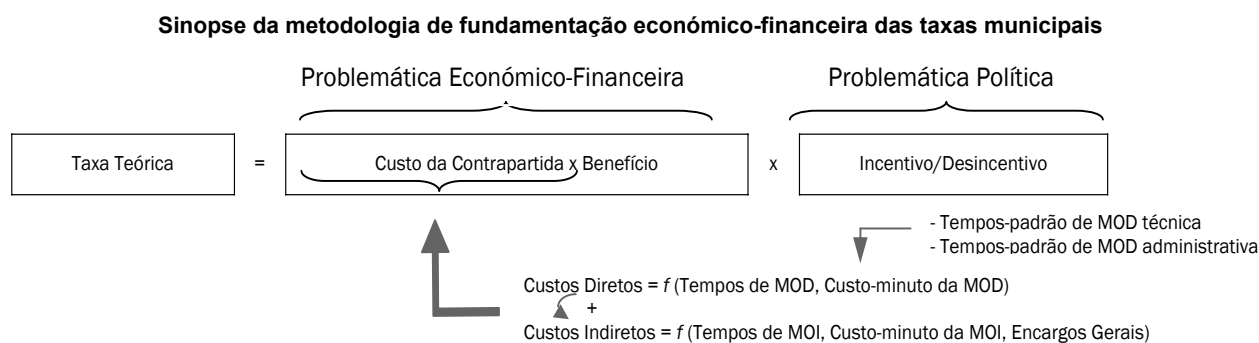 Sinopse da metodologia de fundamentação económico-financeira das taxas municipais
Problemática Económico-Financeira
Problemática Política
Taxa Teórica = Custo da Contrapartida x Benefício x Incentivo/Desincentivo
- Tempos-padrão de MOD técnica
- Tempos-padrão de MOD administrativa
Custos Diretos = f (Tempos de MOD, Custo-minuto da MOD)
+
Custos Indiretos = f (Tempos de MOI, Custo-minuto da MOI, Encargos Gerais)